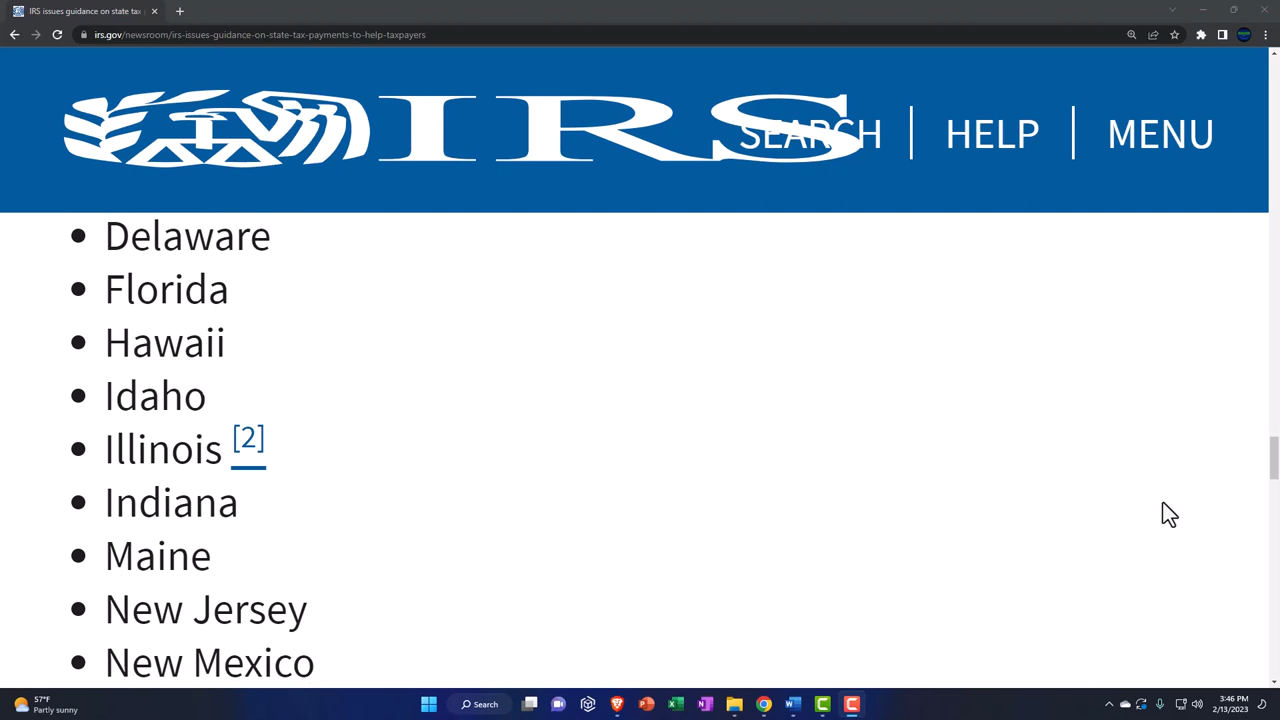 IRS issues guidance on state tax
irs.gov/newsroom/irs-issues-guidance-on-state-tax-payments-to-help-taxpayers
IRS
SEARCH
HELP
MENU
Delaware
Florida
Hawaii
Idaho
Illinois [2]
Indiana
Maine
New Jersey
New Mexico
57°F
Partly sunny
Search
3:46 PM
2/13/2023